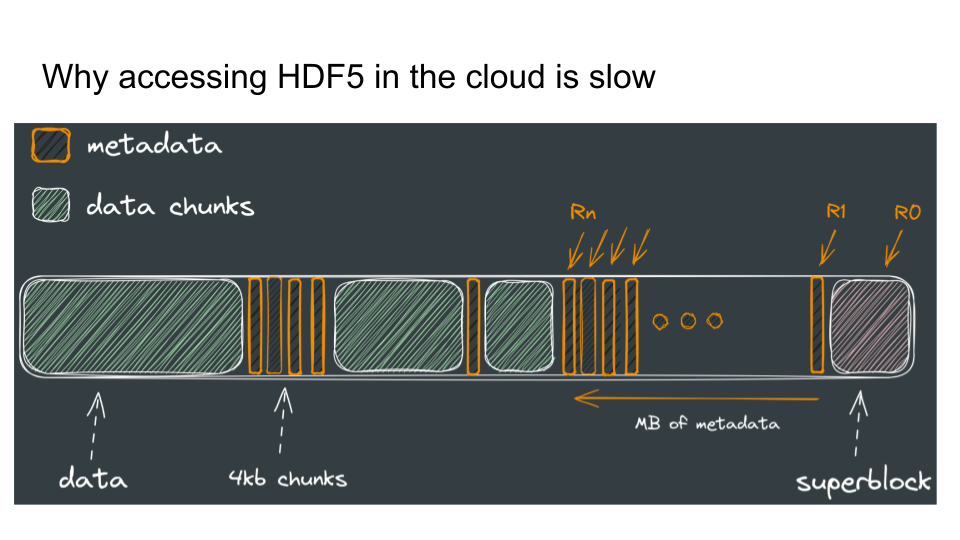 Why accessing HDF5 in the cloud is slow
metadata
data chunks
Rn
R1
R0
MB of metadata
data
4kb chunks
superblock